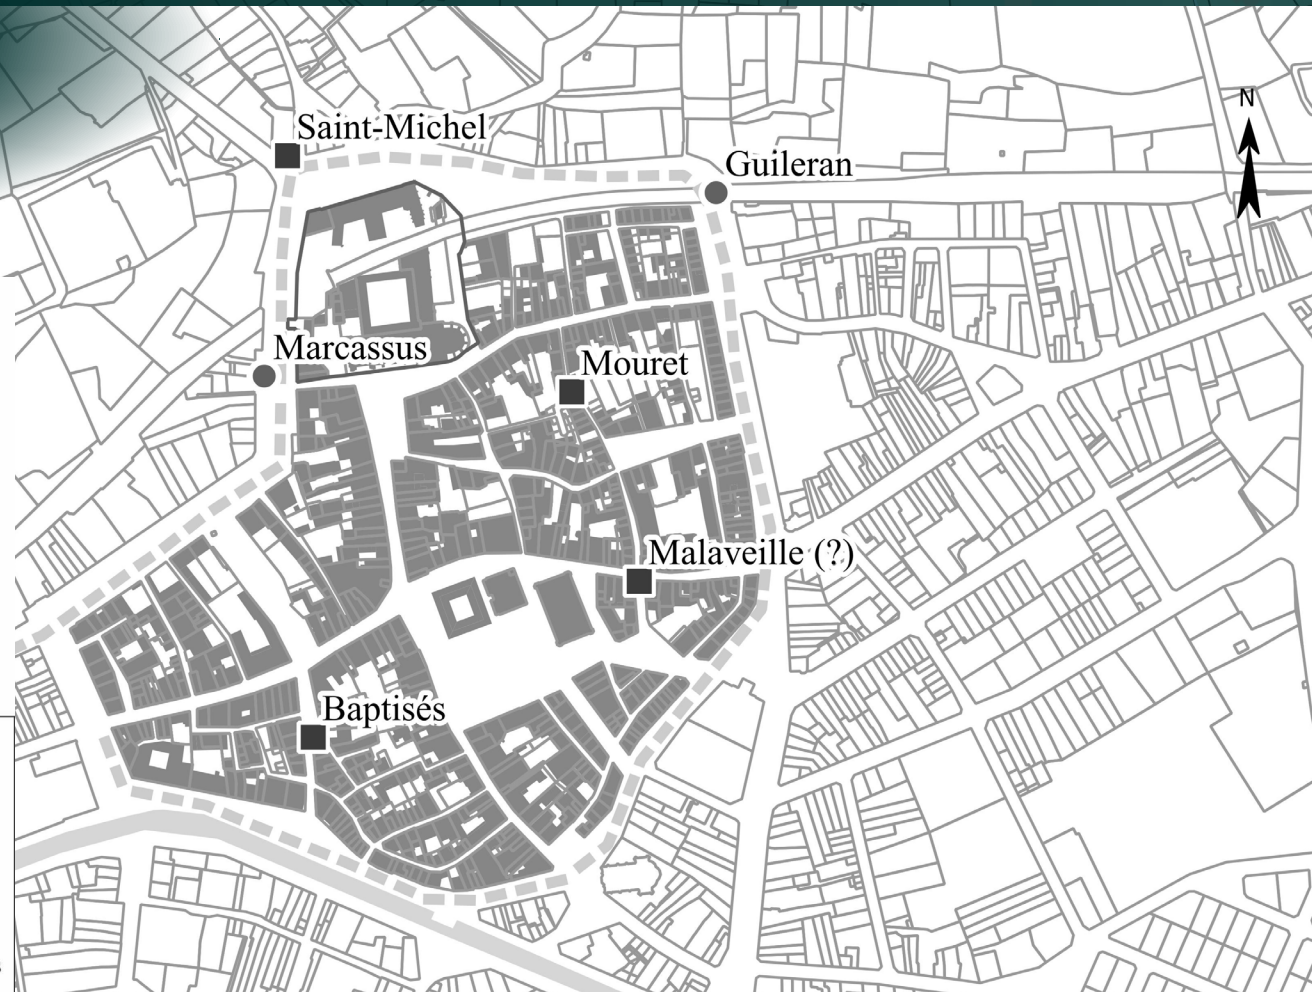 N
Saint-Michel
Guileran
Marcassus
Mouret
Malaveille (?)
Baptisés